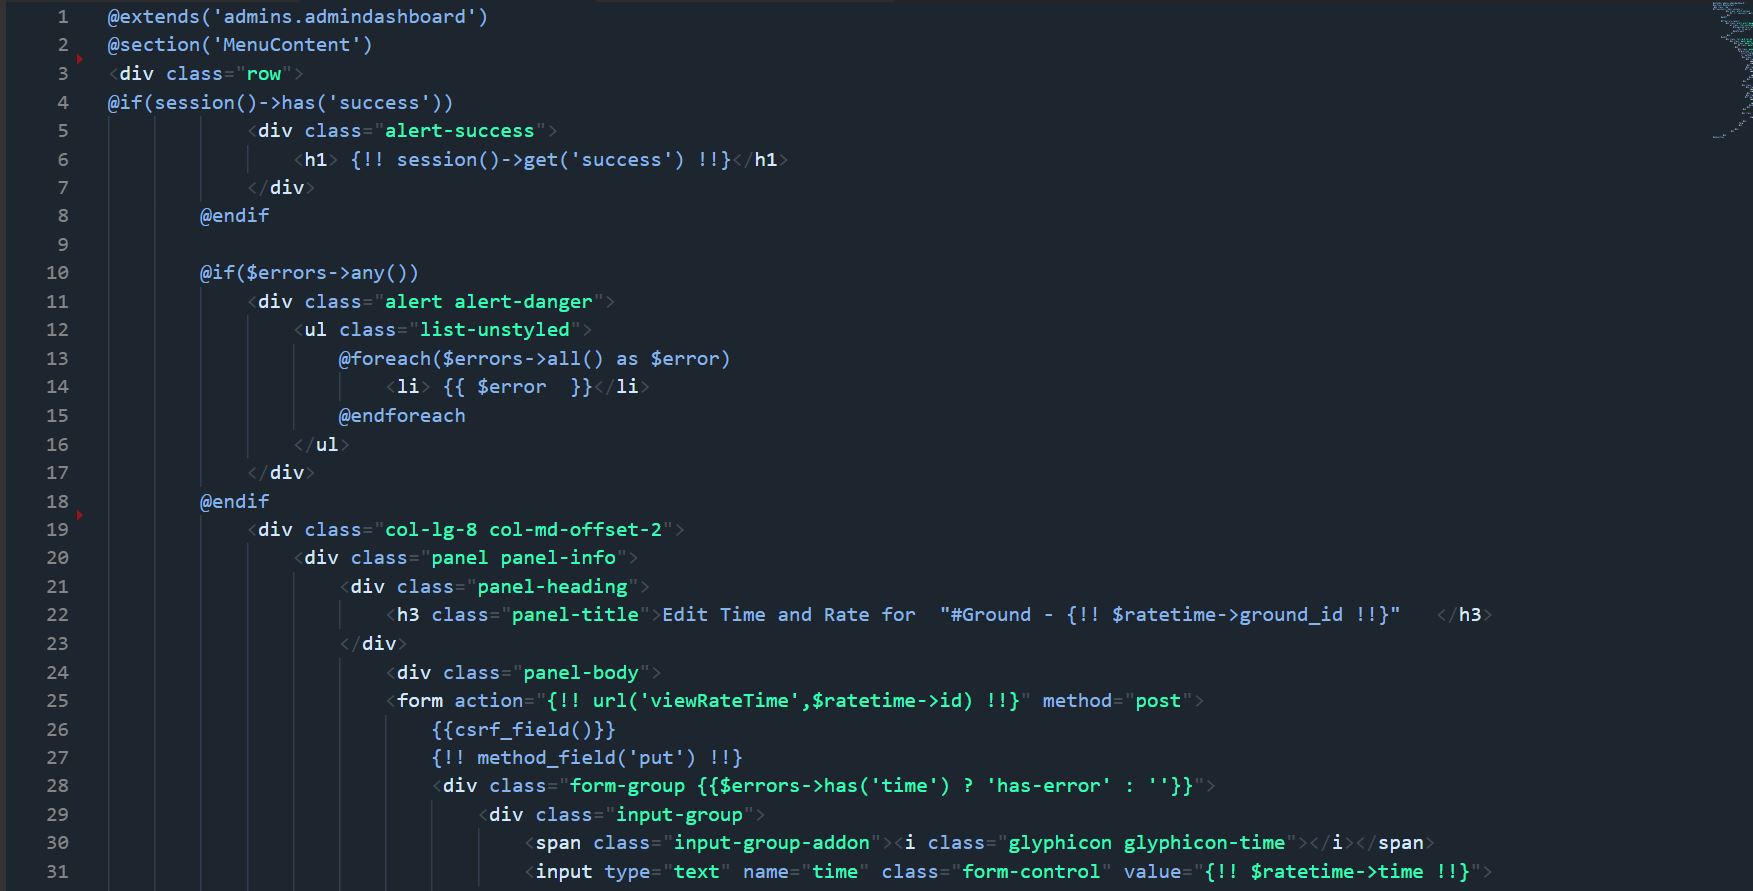 1 @extends('admins.admindashboard')
2 @section('MenuContent')
3 <div class="row">
4 @if(session()->has('success'))
5 <div class="alert-success">
6 <h1> {!! session()->get('success') !!}</h1>
7 </div>
8 @endif
9
10 @if($errors->any())
11 <div class="alert alert-danger">
12 <ul class="list-unstyled">
13 @foreach($errors->all() as $error)
14 <li> {{ $error  }}</li>
15 @endforeach
16 </ul>
17 </div>
18 @endif
19 <div class="col-lg-8 col-md-offset-2">
20 <div class="panel panel-info">
21 <div class="panel-heading">
22 <h3 class="panel-title">Edit Time and Rate for  "#Ground - {!! $ratetime->ground_id !!}"   </h3>
23 </div>
24 <div class="panel-body">
25 <form action="{!! url('viewRateTime',$ratetime->id) !!}" method="post">
26 {{csrf_field()}}
27 {!! method_field('put') !!}
28 <div class="form-group {{$errors->has('time') ? 'has-error' : ''}}">
29 <div class="input-group">
30 <span class="input-group-addon"><i class="glyphicon glyphicon-time"></i></span>
31 <input type="text" name="time" class="form-control" value="{!! $ratetime->time !!}">